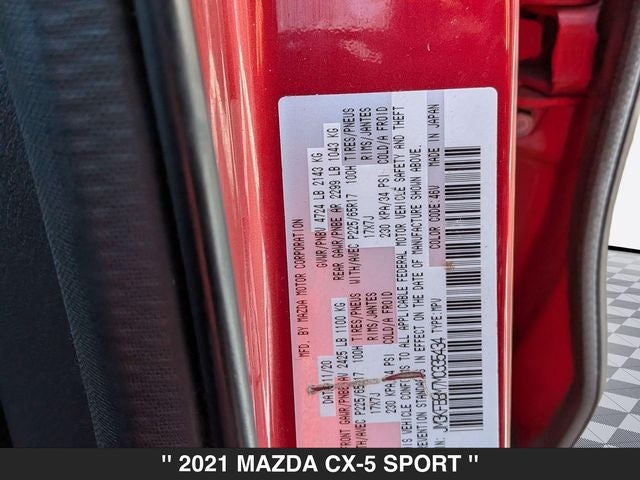 MFD. BY MAZDA MOTOR CORPORATION
DATE 11/20 GVWR/PNBV 4724 LB 2143 KG
FRONT GAWR/PNBE AV 2425 LB 1100 KG REAR GAWR/PNBE AR 2299 LB 1043 KG
WITH/AVEC P225/65R17 100H TIRES/PNEUS WITH/AVEC P225/65R17 100H TIRES/PNEUS
17X7J RIMS/JANTES 17X7J RIMS/JANTES
230 KPA/34 PSI COLD/A FROID 230 KPA/34 PSI COLD/A FROID
THIS VEHICLE CONFORMS TO ALL APPLICABLE FEDERAL MOTOR VEHICLE SAFETY AND THEFT
PREVENTION STANDARDS IN EFFECT ON THE DATE OF MANUFACTURE SHOWN ABOVE.
TYPE:MPV COLOR CODE:46V MADE IN JAPAN
" 2021 MAZDA CX-5 SPORT "